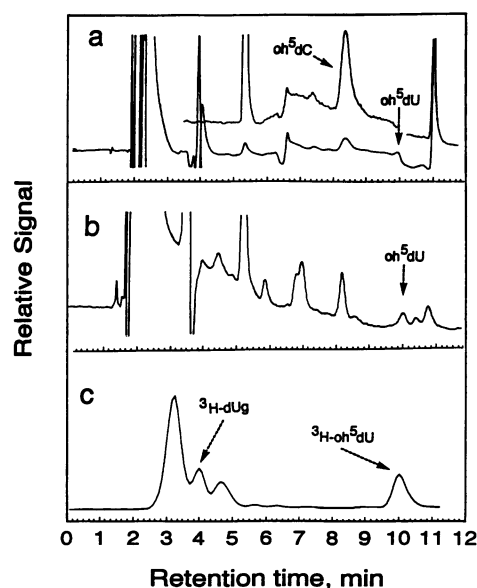 Relative Signal
a
oh⁵dC
oh⁵dU
b
oh⁵dU
c
³H-dUg
³H-oh⁵dU
0 1 2 3 4 5 6 7 8 9 10 11 12
Retention time, min